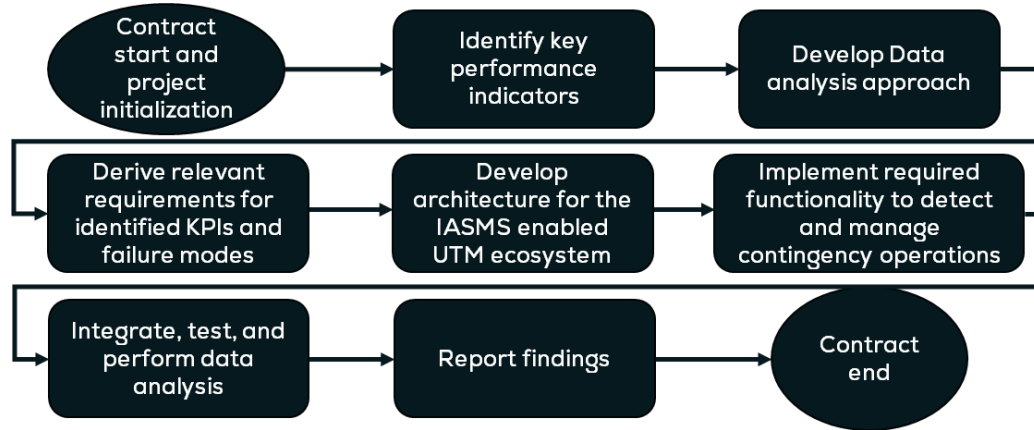 Contract
start and
project
initialization
Identify key
performance
indicators
Develop Data
analysis approach
Derive relevant
requirements for
identified KPIs and
failure modes
Develop
architecture for the
IASMS enabled
UTM ecosystem
Implement required
functionality to detect
and manage
contingency operations
Integrate, test, and
perform data
analysis
Report findings
Contract
end